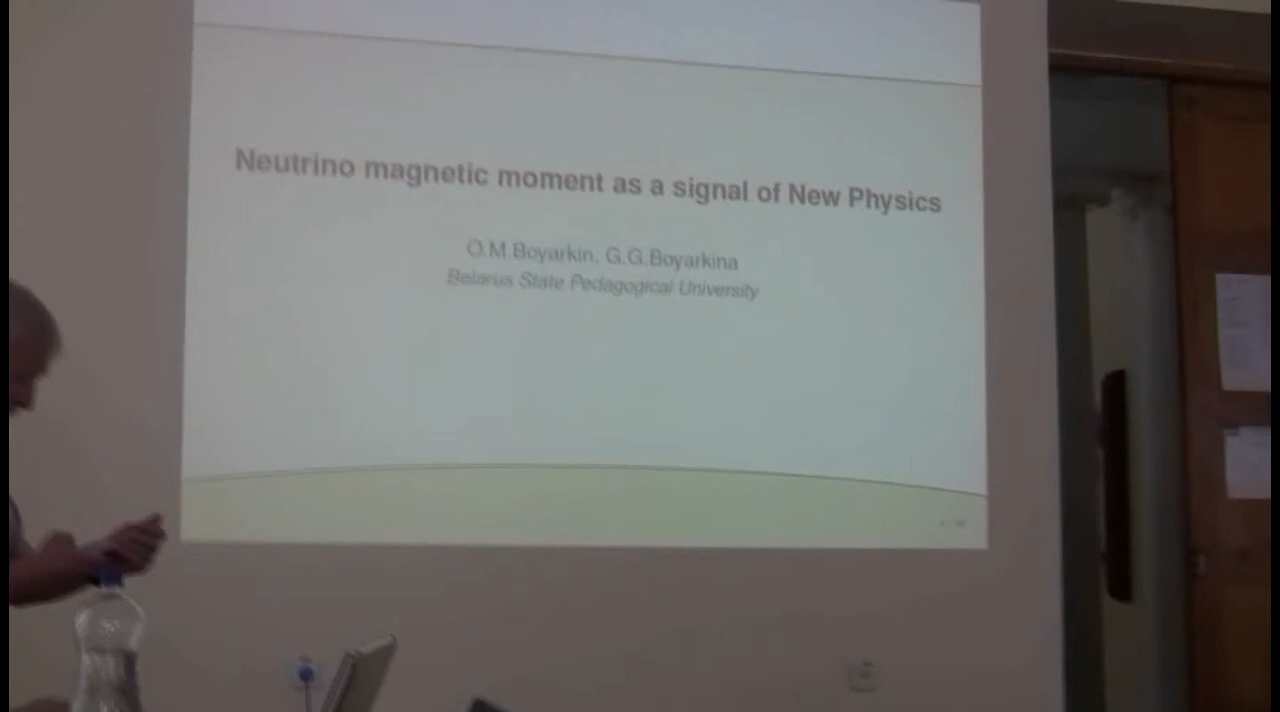 Neutrino magnetic moment as a signal of New Physics
O.M.Boyarkin, G.G.Boyarkina
Belarus State Pedagogical University